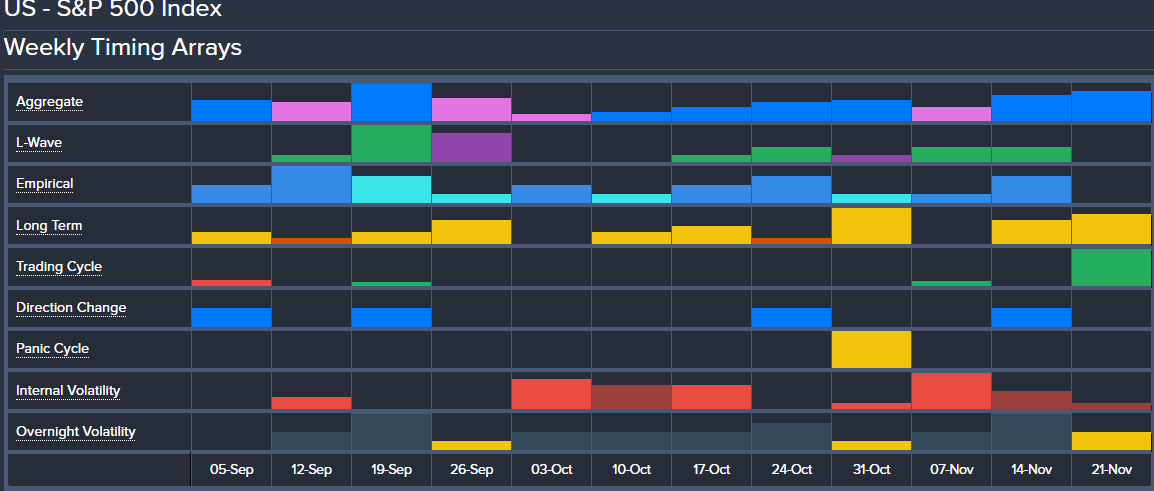 US - S&P 500 Index
Weekly Timing Arrays
Aggregate
L-Wave
Empirical
Long Term
Trading Cycle
Direction Change
Panic Cycle
Internal Volatility
Overnight Volatility
05-Sep 12-Sep 19-Sep 26-Sep 03-Oct 10-Oct 17-Oct 24-Oct 31-Oct 07-Nov 14-Nov 21-Nov